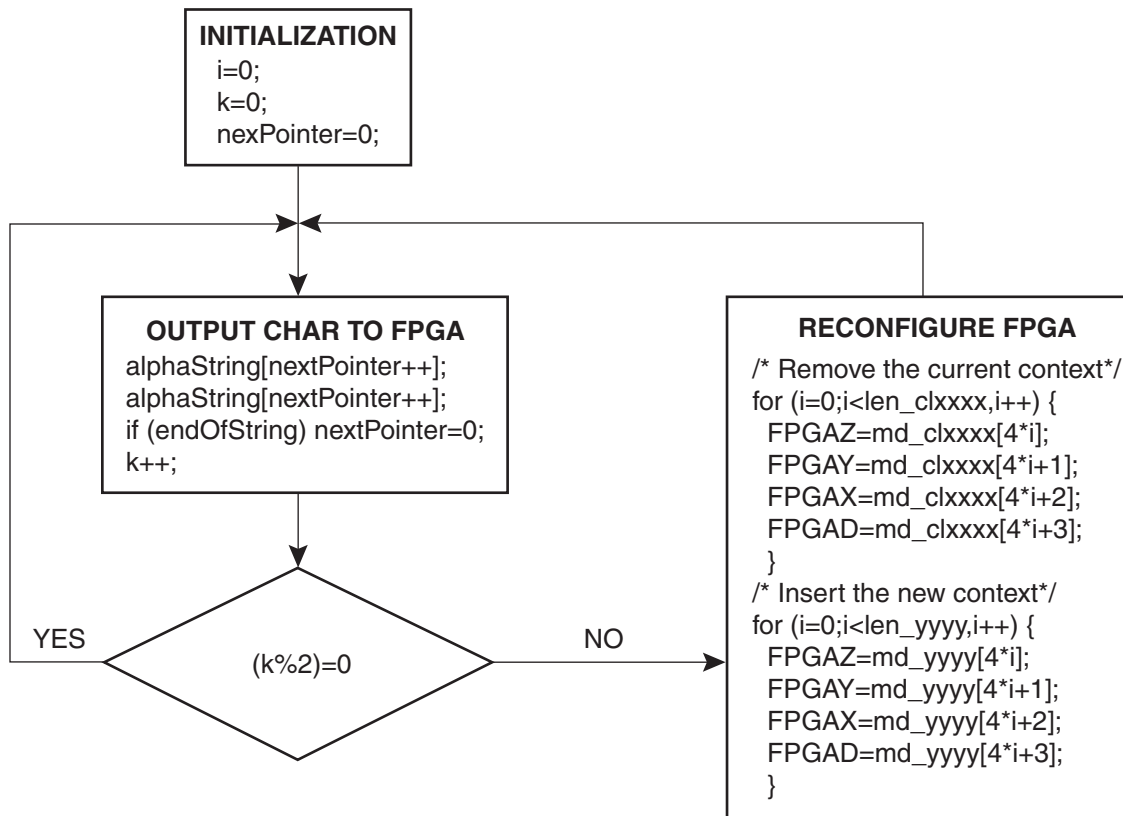 INITIALIZATION
i=0;
k=0;
nexPointer=0;
OUTPUT CHAR TO FPGA
alphaString[nextPointer++];
alphaString[nextPointer++];
if (endOfString) nextPointer=0;
k++;
YES
(k%2)=0
NO
RECONFIGURE FPGA
/* Remove the current context*/
for (i=0;i<len_clxxxx,i++) {
FPGAZ=md_clxxxx[4*i];
FPGAY=md_clxxxx[4*i+1];
FPGAX=md_clxxxx[4*i+2];
FPGAD=md_clxxxx[4*i+3];
}
/* Insert the new context*/
for (i=0;i<len_yyyy,i++) {
FPGAZ=md_yyyy[4*i];
FPGAY=md_yyyy[4*i+1];
FPGAX=md_yyyy[4*i+2];
FPGAD=md_yyyy[4*i+3];
}